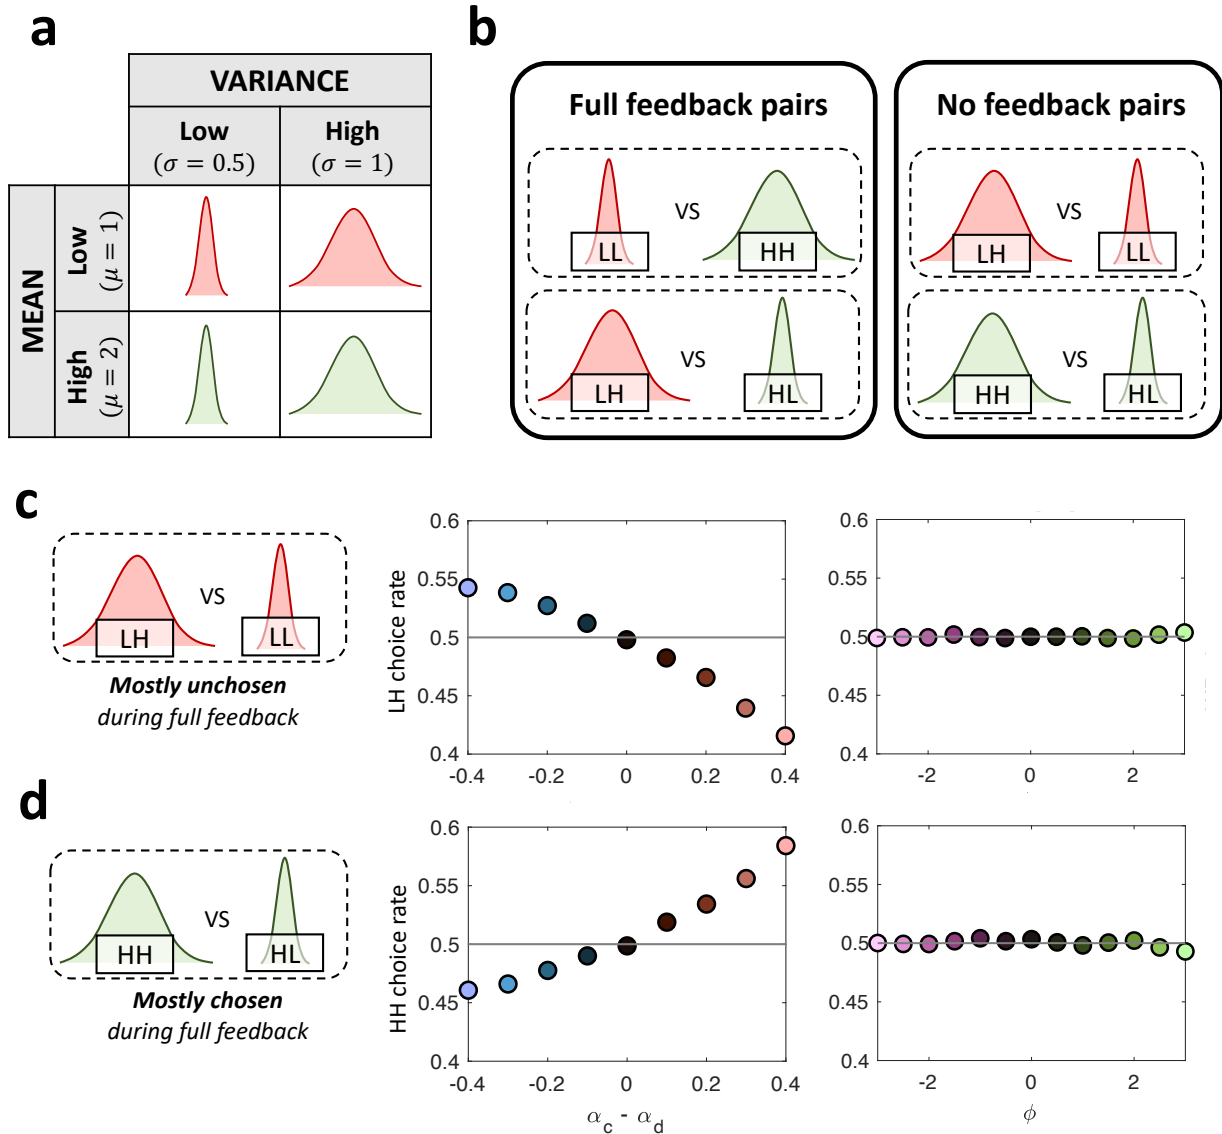 a
VARIANCE
Low
(σ = 0.5)
High
(σ = 1)
MEAN
Low
(μ = 1)
High
(μ = 2)
b
Full feedback pairs
LL
VS
HH
LH
VS
HL
No feedback pairs
LH
VS
LL
HH
VS
HL
c
LH
VS
LL
Mostly unchosen
during full feedback
LH choice rate
0.6
0.55
0.5
0.45
0.4
-0.4
-0.2
0
0.2
0.4
0.6
0.55
0.5
0.45
0.4
-2
0
2
d
HH
VS
HL
Mostly chosen
during full feedback
HH choice rate
0.6
0.55
0.5
0.45
0.4
-0.4
-0.2
0
0.2
0.4
α_c - α_d
0.6
0.55
0.5
0.45
0.4
-2
0
2
ϕ